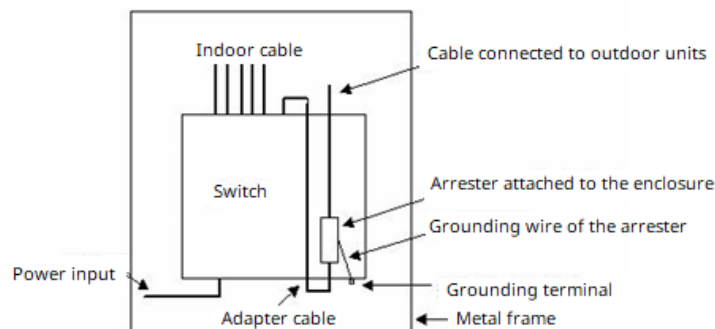 Indoor cable
Cable connected to outdoor units
Switch
Arrester attached to the enclosure
Grounding wire of the arrester
Power input
Grounding terminal
Adapter cable
Metal frame